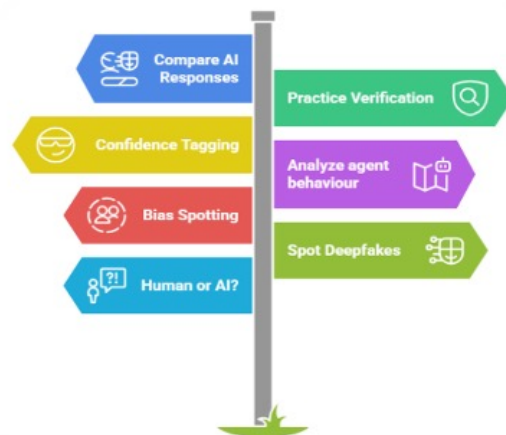 Compare AI
Responses
Practice Verification
Confidence Tagging
Analyze agent
behaviour
Bias Spotting
Spot Deepfakes
Human or AI?
?!